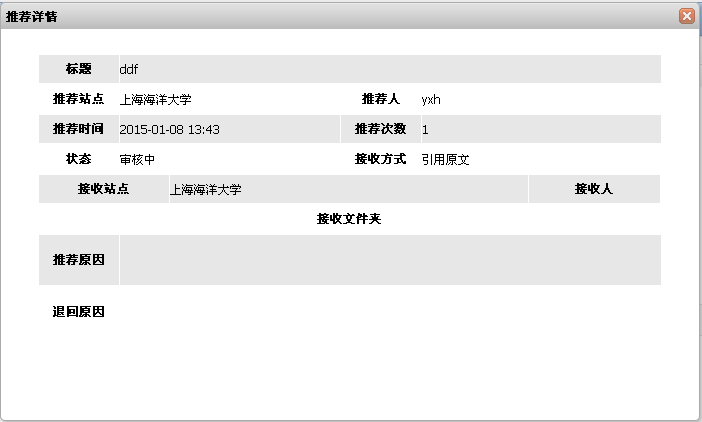 推荐详情
标题 ddf
推荐站点 上海海洋大学 推荐人 yxh
推荐时间 2015-01-08 13:43 推荐次数 1
状态 审核中 接收方式 引用原文
接收站点 上海海洋大学 接收人
接收文件夹
推荐原因
退回原因